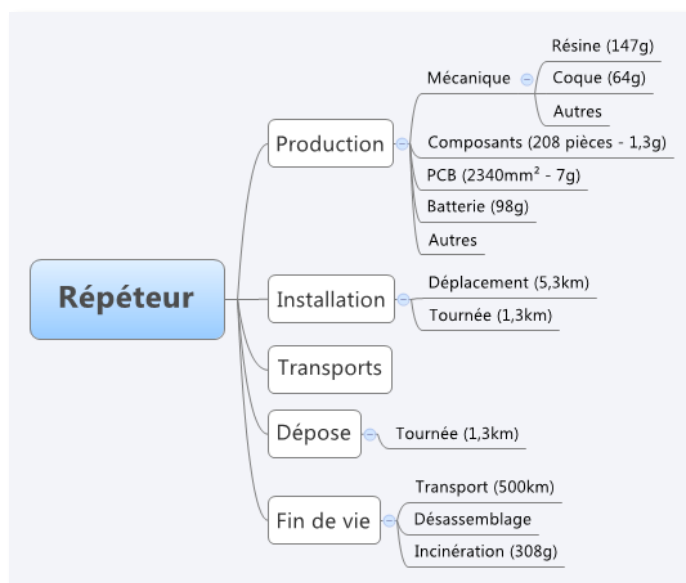 Répéteur
Production
Mécanique
Résine (147g)
Coque (64g)
Autres
Composants (208 pièces - 1,3g)
PCB (2340mm² - 7g)
Batterie (98g)
Autres
Installation
Déplacement (5,3km)
Tournée (1,3km)
Transports
Dépose
Tournée (1,3km)
Fin de vie
Transport (500km)
Désassemblage
Incinération (308g)